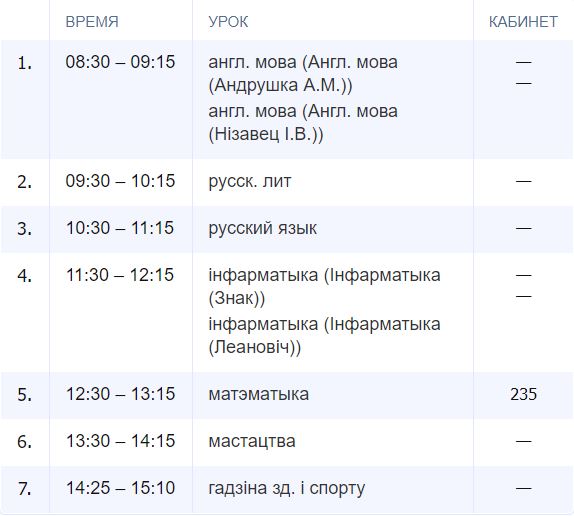 ВРЕМЯ УРОК КАБИНЕТ
1. 08:30 – 09:15 англ. мова (Англ. мова —
(Андрушка А.М.)) —
англ. мова (Англ. мова
(Нізавец І.В.))
2. 09:30 – 10:15 русск. лит —
3. 10:30 – 11:15 русский язык —
4. 11:30 – 12:15 інфарматыка (Інфарматыка —
(Знак)) —
інфарматыка (Інфарматыка
(Леановіч))
5. 12:30 – 13:15 матэматыка 235
6. 13:30 – 14:15 мастацтва —
7. 14:25 – 15:10 гадзіна зд. і спорту —